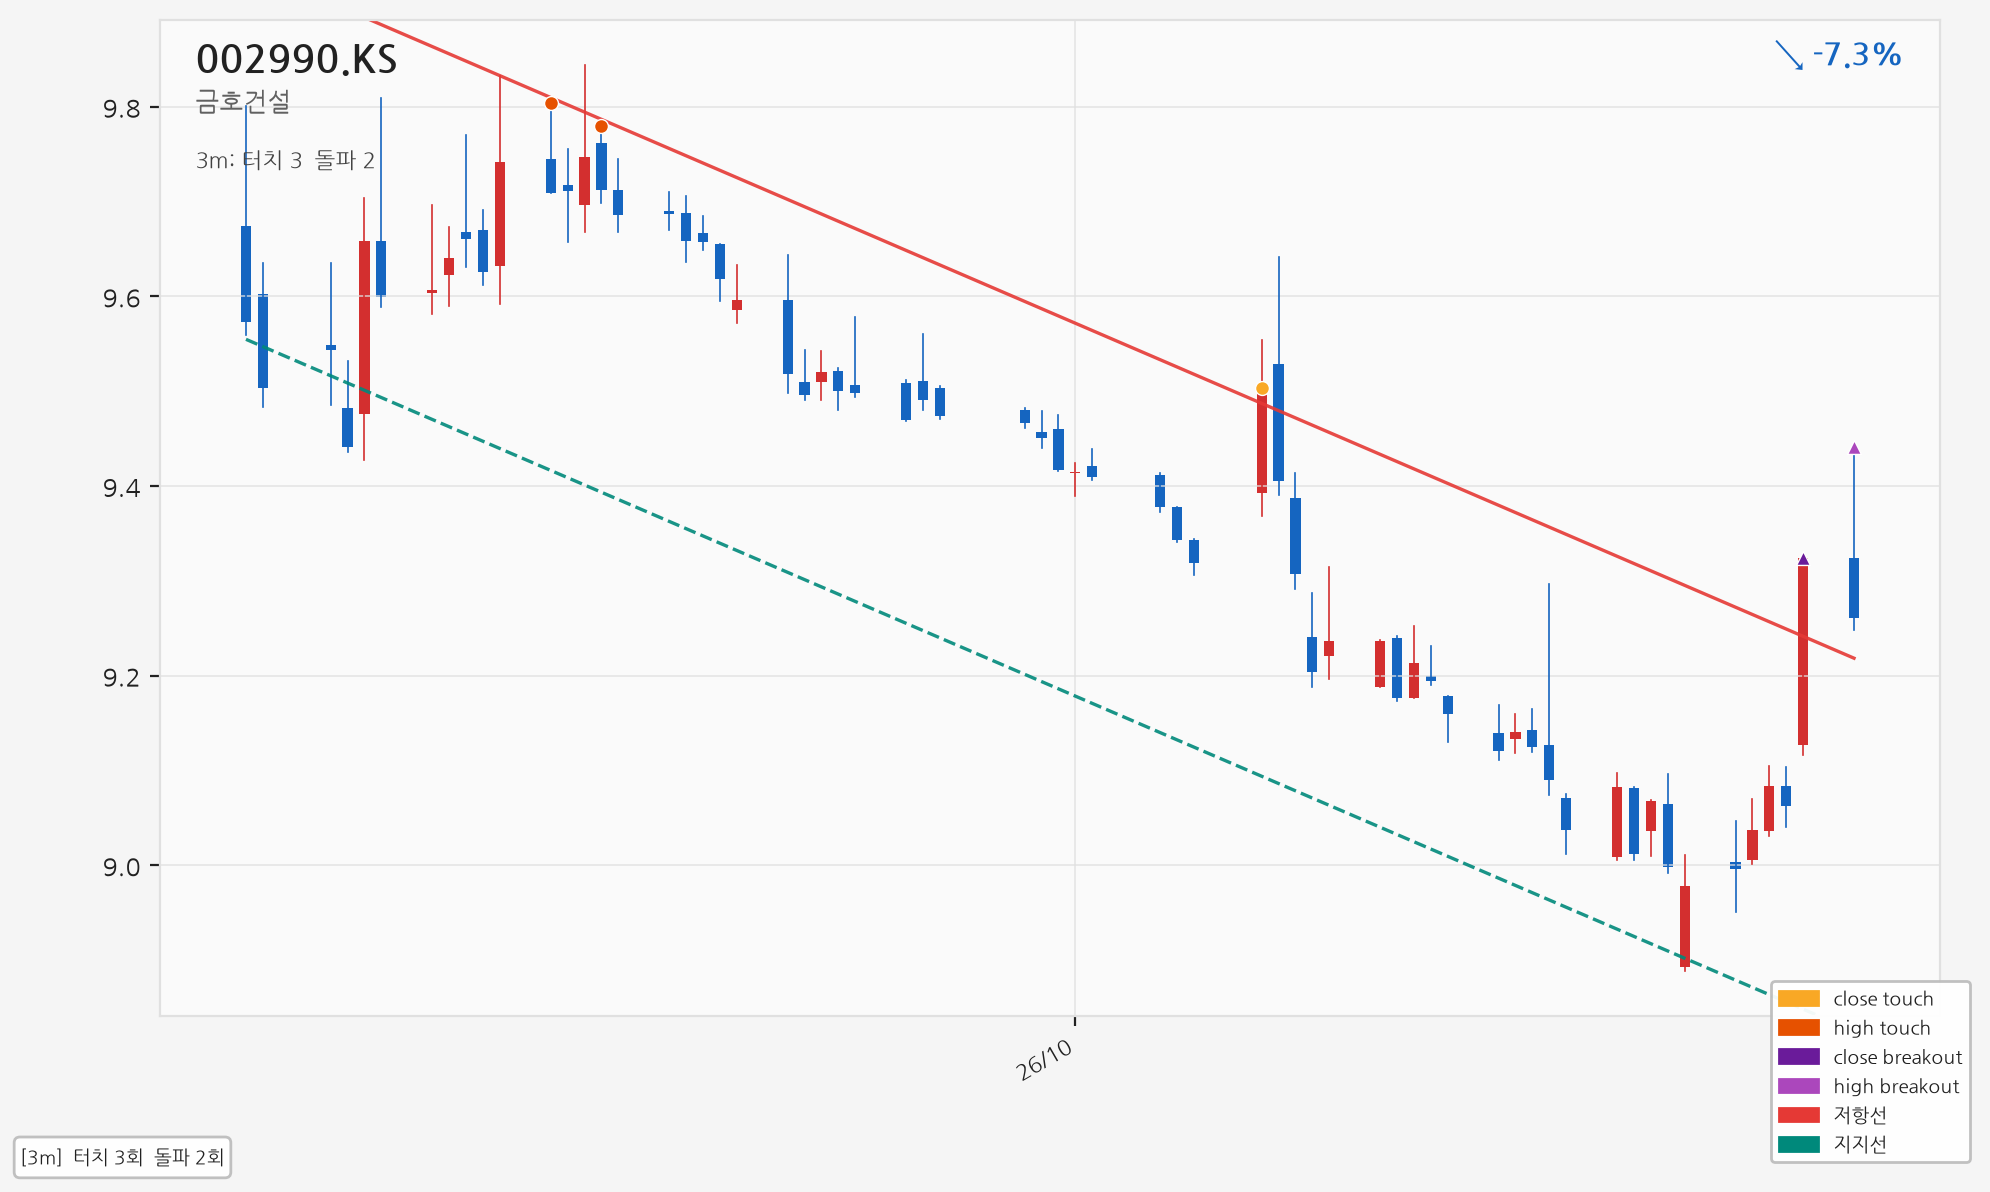 002990.KS
금호건설
3m: 터치 3 돌파 2
-7.3%
9.8
9.6
9.4
9.2
9.0
26/10
close touch
high touch
close breakout
high breakout
저항선
지지선
[3m] 터치 3회 돌파 2회